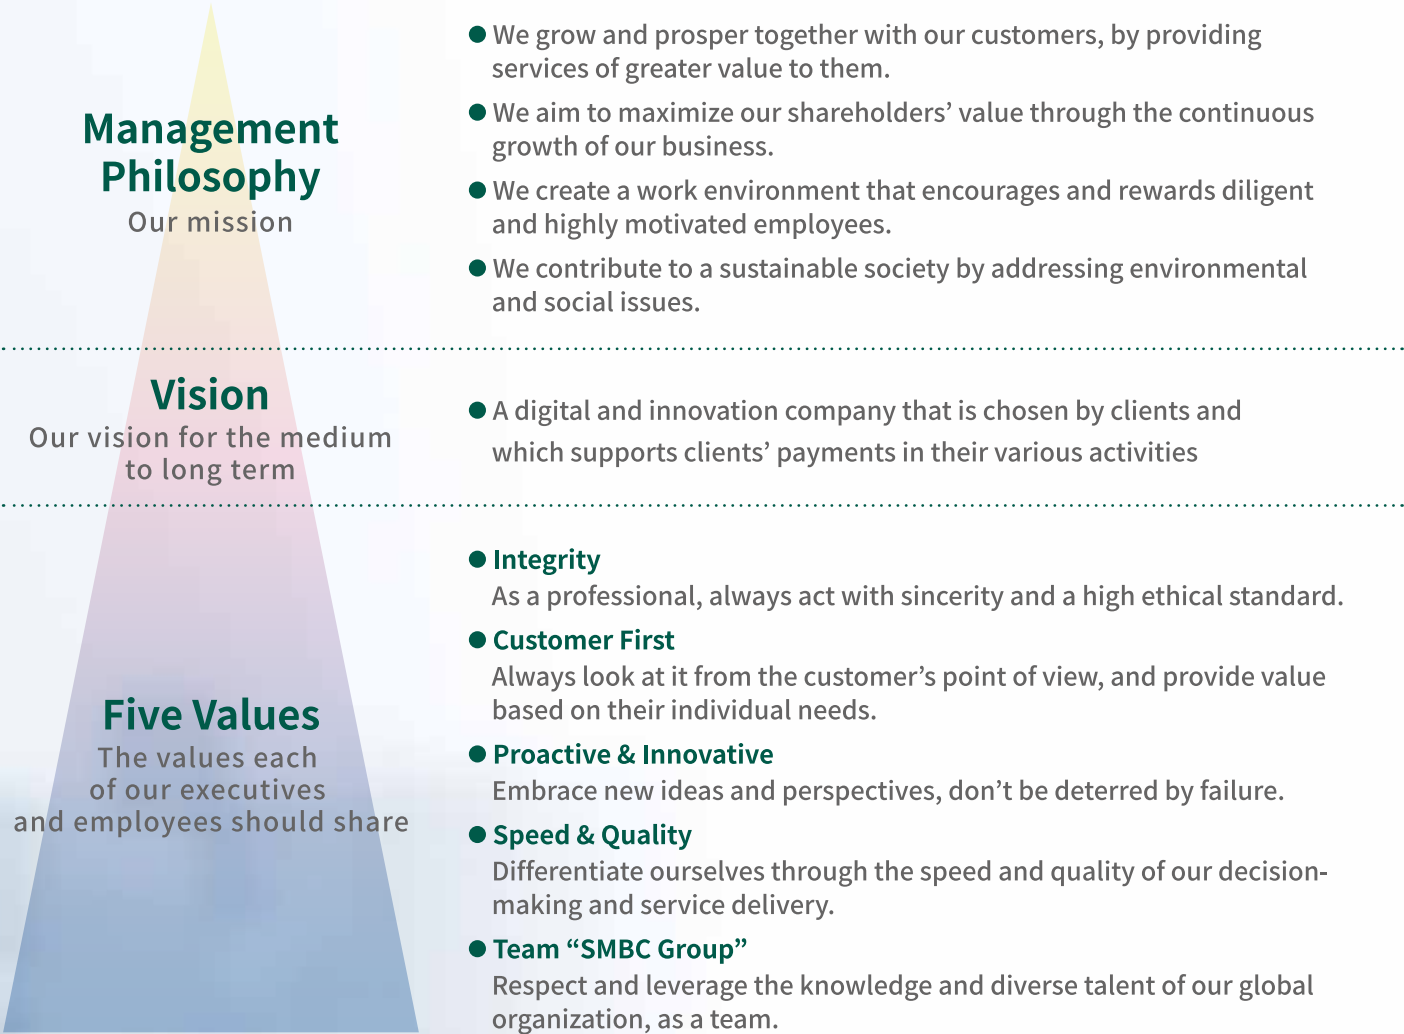 Management
Philosophy
Our mission
● We grow and prosper together with our customers, by providing
services of greater value to them.
● We aim to maximize our shareholders’ value through the continuous
growth of our business.
● We create a work environment that encourages and rewards diligent
and highly motivated employees.
● We contribute to a sustainable society by addressing environmental
and social issues.
Vision
Our vision for the medium
to long term
● A digital and innovation company that is chosen by clients and
which supports clients’ payments in their various activities
Five Values
The values each
of our executives
and employees should share
● Integrity
As a professional, always act with sincerity and a high ethical standard.
● Customer First
Always look at it from the customer’s point of view, and provide value
based on their individual needs.
● Proactive & Innovative
Embrace new ideas and perspectives, don’t be deterred by failure.
● Speed & Quality
Differentiate ourselves through the speed and quality of our decision-
making and service delivery.
● Team “SMBC Group”
Respect and leverage the knowledge and diverse talent of our global
organization, as a team.